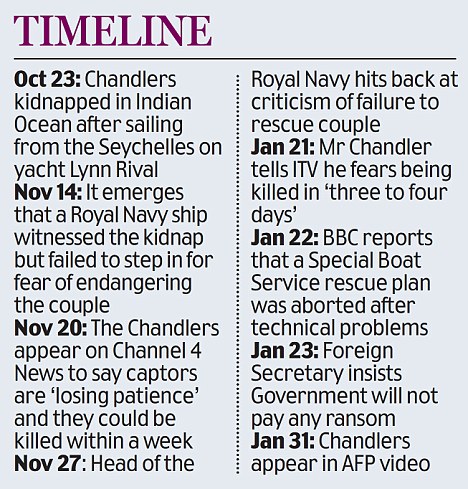 TIMELINE
Oct 23: Chandlers
kidnapped in Indian
Ocean after sailing
from the Seychelles on
yacht Lynn Rival
Nov 14: It emerges
that a Royal Navy ship
witnessed the kidnap
but failed to step in for
fear of endangering
the couple
Nov 20: The Chandlers
appear on Channel 4
News to say captors
are ‘losing patience’
and they could be
killed within a week
Nov 27: Head of the
Royal Navy hits back at
criticism of failure to
rescue couple
Jan 21: Mr Chandler
tells ITV he fears being
killed in ‘three to four
days’
Jan 22: BBC reports
that a Special Boat
Service rescue plan
was aborted after
technical problems
Jan 23: Foreign
Secretary insists
Government will not
pay any ransom
Jan 31: Chandlers
appear in AFP video